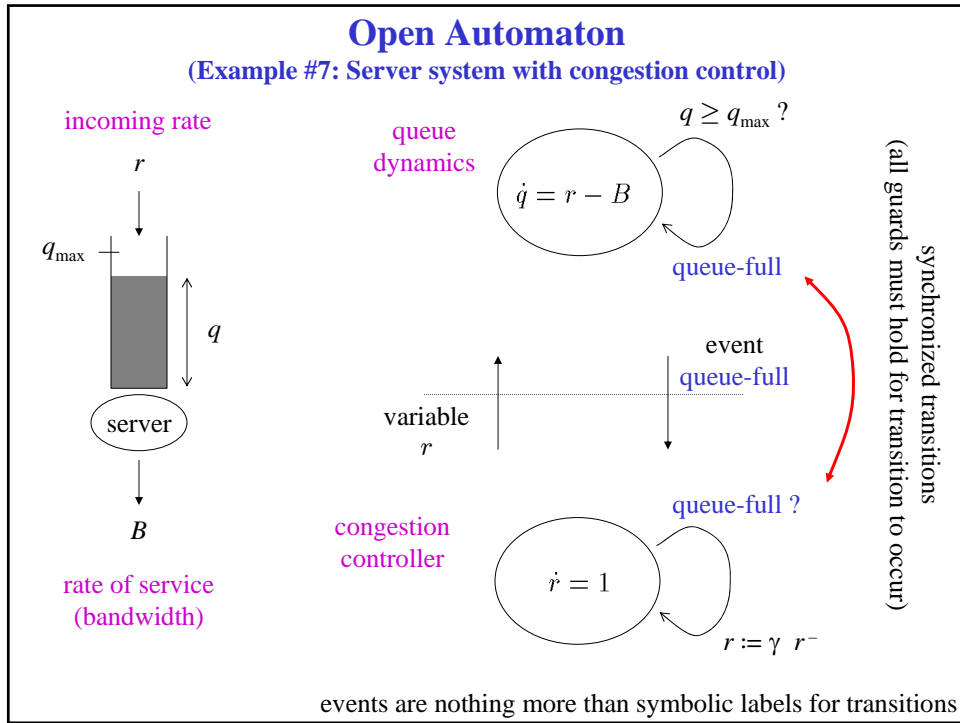 Open Automaton
(Example #7: Server system with congestion control)
incoming rate
r
q_max
q
server
B
rate of service
(bandwidth)
queue
dynamics
q ≥ q_max ?
q̇ = r − B
queue-full
event
queue-full
variable
r
queue-full ?
congestion
controller
ṙ = 1
r := γ r⁻
synchronized transitions
(all guards must hold for transition to occur)
events are nothing more than symbolic labels for transitions